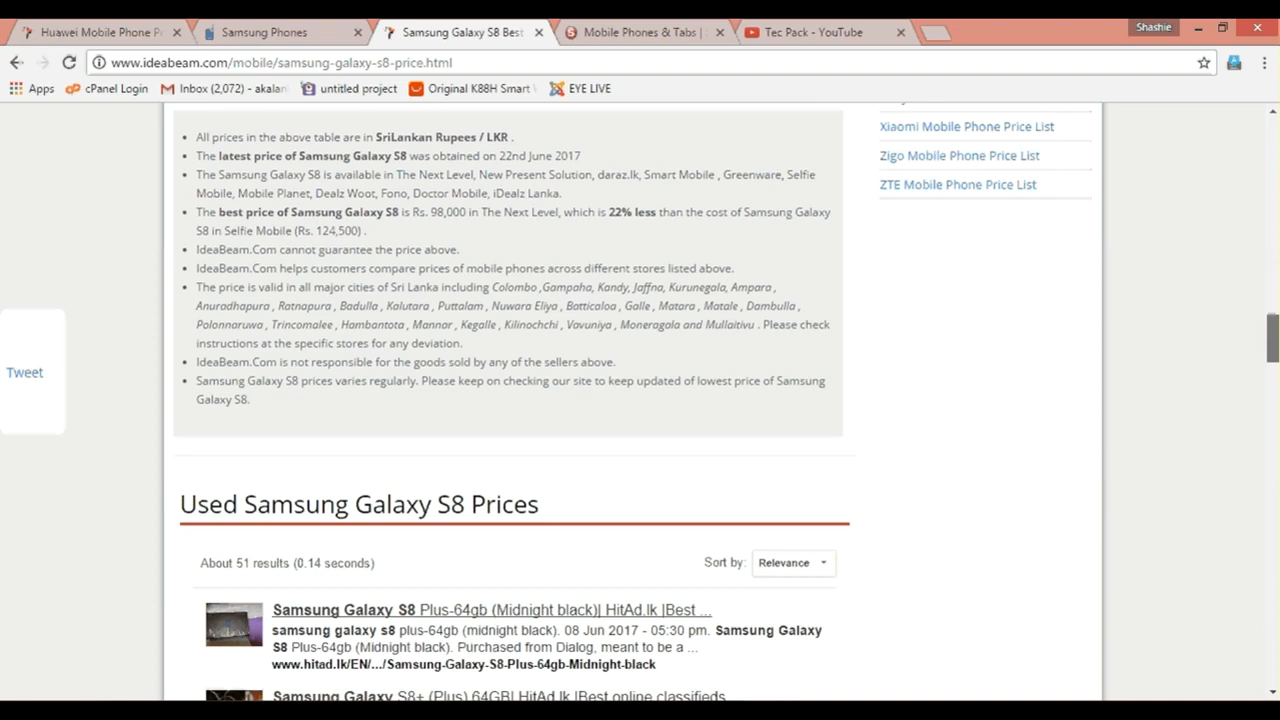 Huawei Mobile Phone Pr
Samsung Phones
Samsung Galaxy S8 Best
Mobile Phones & Tabs |
Tec Pack - YouTube
Shashie
www.ideabeam.com/mobile/samsung-galaxy-s8-price.html
Apps
cPanel Login
Inbox (2,072) - akalan
untitled project
Original K88H Smart
EYE LIVE
All prices in the above table are in SriLankan Rupees / LKR .
The latest price of Samsung Galaxy S8 was obtained on 22nd June 2017
The Samsung Galaxy S8 is available in The Next Level, New Present Solution, daraz.lk, Smart Mobile , Greenware, Selfie
Mobile, Mobile Planet, Dealz Woot, Fono, Doctor Mobile, iDealz Lanka.
The best price of Samsung Galaxy S8 is Rs. 98,000 in The Next Level, which is 22% less than the cost of Samsung Galaxy
S8 in Selfie Mobile (Rs. 124,500) .
IdeaBeam.Com cannot guarantee the price above.
IdeaBeam.Com helps customers compare prices of mobile phones across different stores listed above.
The price is valid in all major cities of Sri Lanka including Colombo ,Gampaha, Kandy, Jaffna, Kurunegala, Ampara ,
Anuradhapura , Ratnapura , Badulla , Kalutara , Puttalam , Nuwara Eliya , Batticaloa , Galle , Matara , Matale , Dambulla ,
Polonnaruwa , Trincomalee , Hambantota , Mannar , Kegalle , Kilinochchi , Vavuniya , Moneragala and Mullaitivu . Please check
instructions at the specific stores for any deviation.
IdeaBeam.Com is not responsible for the goods sold by any of the sellers above.
Samsung Galaxy S8 prices varies regularly. Please keep on checking our site to keep updated of lowest price of Samsung
Galaxy S8.
Xiaomi Mobile Phone Price List
Zigo Mobile Phone Price List
ZTE Mobile Phone Price List
Tweet
Used Samsung Galaxy S8 Prices
About 51 results (0.14 seconds)
Sort by:
Relevance
Samsung Galaxy S8 Plus-64gb (Midnight black)| HitAd.lk |Best ...
samsung galaxy s8 plus-64gb (midnight black). 08 Jun 2017 - 05:30 pm. Samsung Galaxy
S8 Plus-64gb (Midnight black). Purchased from Dialog, meant to be a ...
www.hitad.lk/EN/.../Samsung-Galaxy-S8-Plus-64gb-Midnight-black
Samsung Galaxy S8+ (Plus) 64GB| HitAd.lk |Best online classifieds